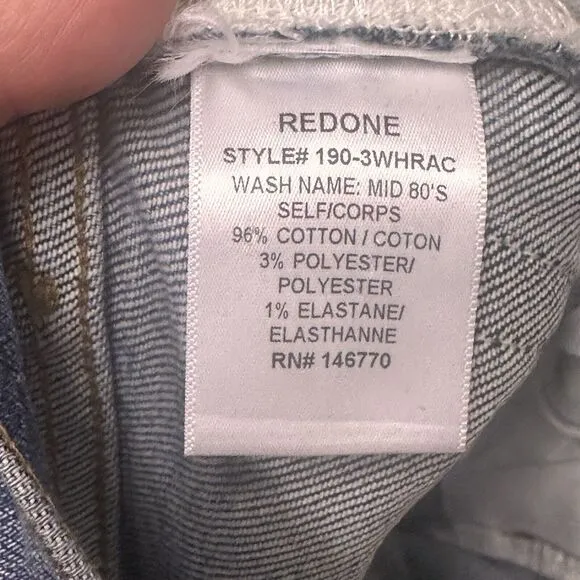 REDONE
STYLE# 190-3WHRAC
WASH NAME: MID 80'S
SELF/CORPS
96% COTTON / COTON
3% POLYESTER/
POLYESTER
1% ELASTANE/
ELASTHANNE
RN# 146770